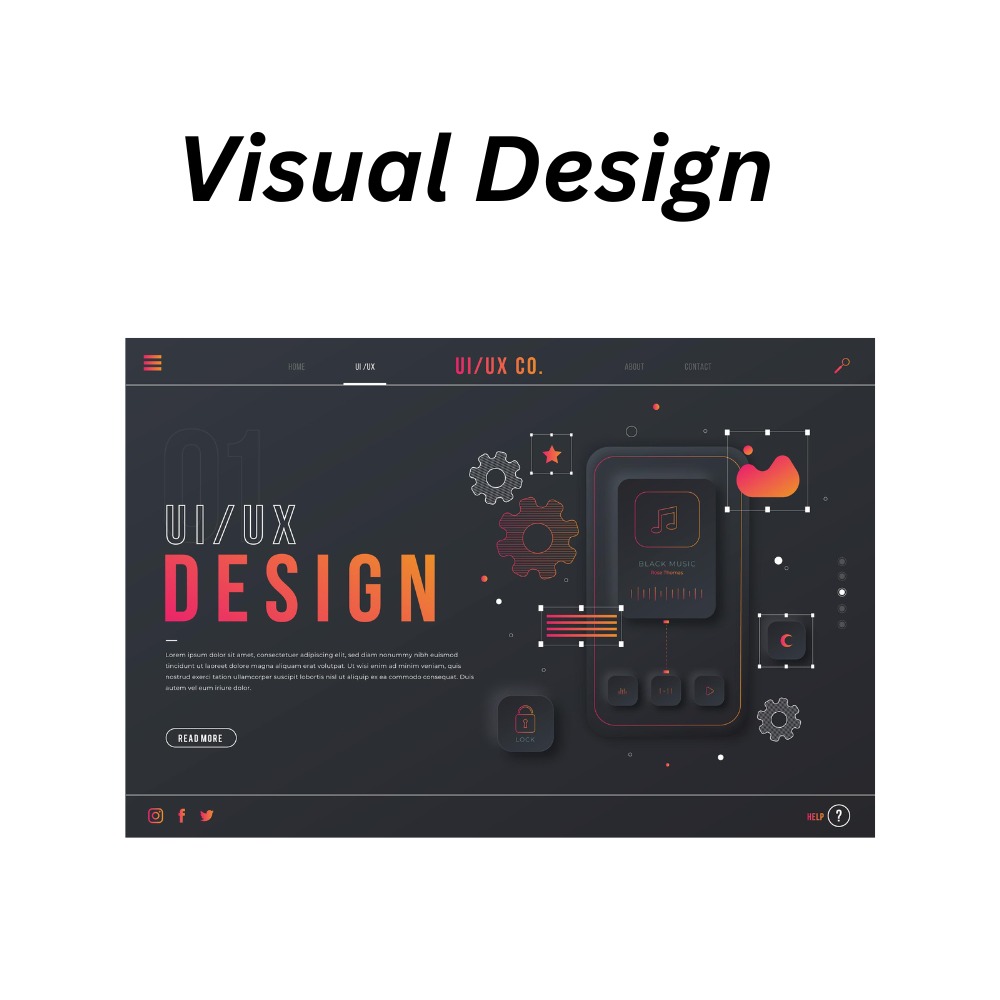 Visual Design
HOME
UI /UX
UI/UX CO.
ABOUT
CONTACT
01
UI/UX
DESIGN
Lorem ipsum dolor sit amet, consectetuer adipiscing elit, sed diam nonummy nibh euismod
tincidunt ut laoreet dolore magna aliquam erat volutpat. Ut wisi enim ad minim veniam, quis
nostrud exerci tation ullamcorper suscipit lobortis nisl ut aliquip ex ea commodo consequat. Duis
autem vel eum iriure dolor.
READ MORE
BLACK MUSIC
LOCK
HELP ?